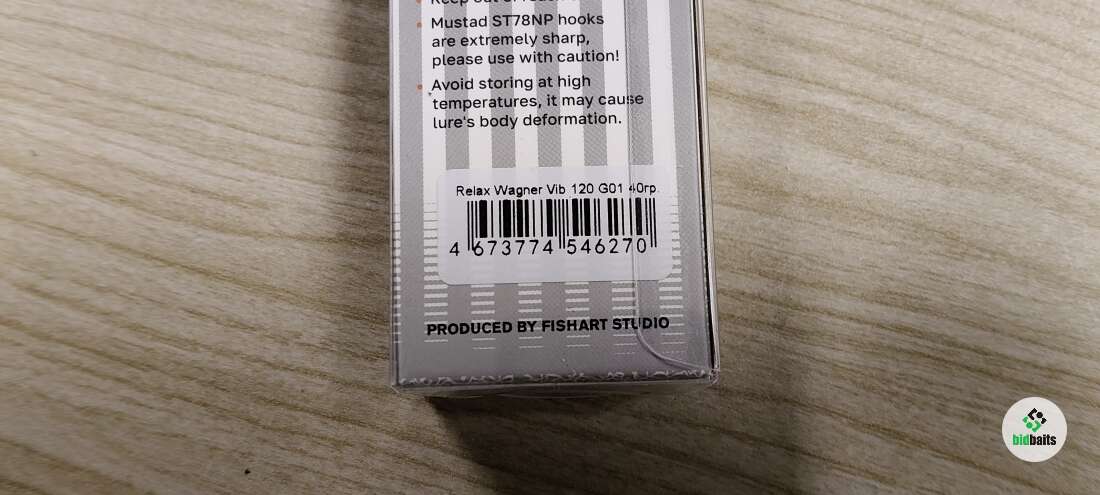 Mustad ST78NP hooks
are extremely sharp,
please use with caution!
Avoid storing at high
temperatures, it may cause
lure's body deformation.
Relax Wagner Vib 120 G01 40гр.
4 673774 546270
PRODUCED BY FISHART STUDIO
bidbaits